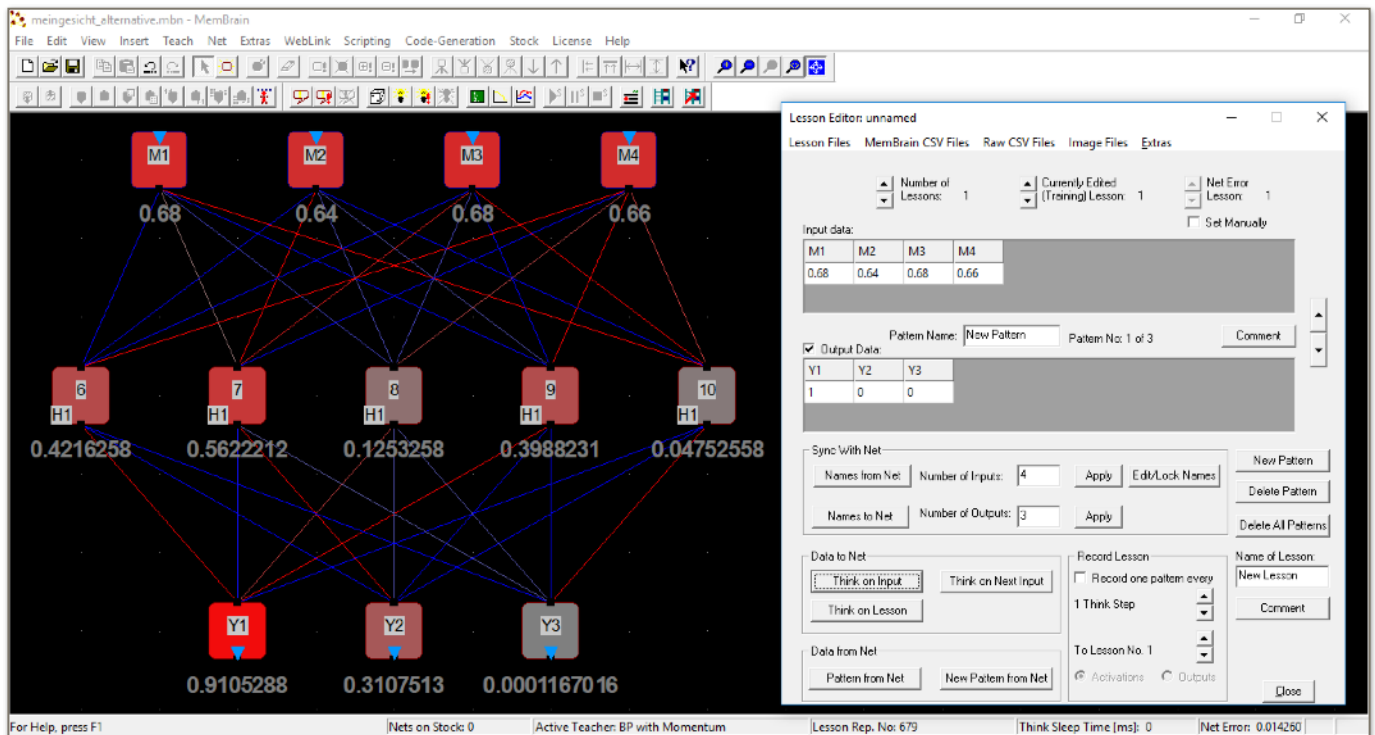 meingesicht_alternative.mbn - MemBrain
File Edit View Insert Teach Net Extras WebLink Scripting Code-Generation Stock License Help
M1 M2 M3 M4
0.68 0.64 0.68 0.66
6 7 8 9 10
H1 H1 H1 H1 H1
0.4216258 0.5622212 0.1253258 0.3988231 0.04752558
Y1 Y2 Y3
0.9105288 0.3107513 0.0001167016
Lesson Editor: unnamed
Lesson Files MemBrain CSV Files Raw CSV Files Image Files Extras
Number of Lessons: 1
Currently Edited (Training) Lesson: 1
Net Error Lesson: 1
Set Manually
Input data:
M1 M2 M3 M4
0.68 0.64 0.68 0.66
Pattern Name: New Pattern Pattern No: 1 of 3 Comment
Output Data:
Y1 Y2 Y3
1 0 0
Sync With Net
Names from Net Number of Inputs: 4 Apply Edit/Lock Names
Names to Net Number of Outputs: 3 Apply
New Pattern
Delete Pattern
Delete All Patterns
Data to Net
Think on Input Think on Next Input
Think on Lesson
Record Lesson
Record one pattern every
1 Think Step
To Lesson No. 1
Activations Outputs
Name of Lesson:
New Lesson
Comment
Data from Net
Pattern from Net New Pattern from Net
Close
For Help, press F1 Nets on Stock: 0 Active Teacher: BP with Momentum Lesson Rep. No: 679 Think Sleep Time [ms]: 0 Net Error: 0.014260